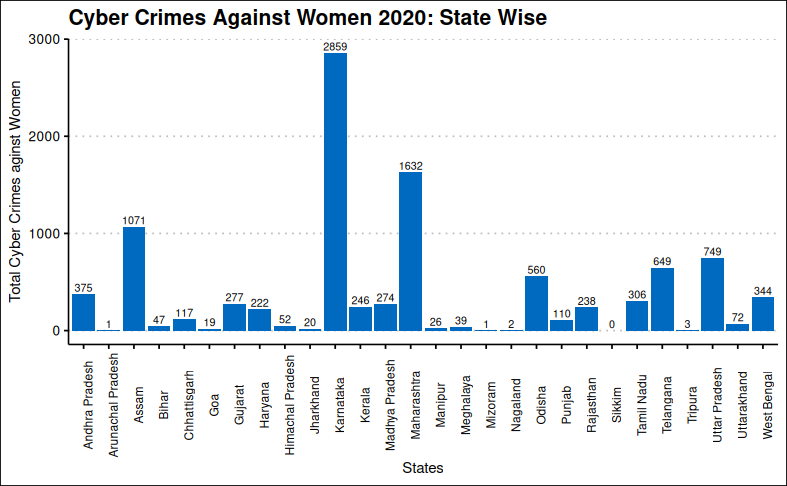 Cyber Crimes Against Women 2020: State Wise
Total Cyber Crimes aginst Women
3000
2000
1000
0
375
1
1071
47
117
19
277
222
52
20
2859
246
274
1632
26
39
1
2
560
110
238
0
306
649
3
749
72
344
Andhra Pradesh
Arunachal Pradesh
Assam
Bihar
Chhattisgarh
Goa
Gujarat
Haryana
Himachal Pradesh
Jharkhand
Karnataka
Kerala
Madhya Pradesh
Maharashtra
Manipur
Meghalaya
Mizoram
Nagaland
Odisha
Punjab
Rajasthan
Sikkim
Tamil Nadu
Telangana
Tripura
Uttar Pradesh
Uttarakhand
West Bengal
States